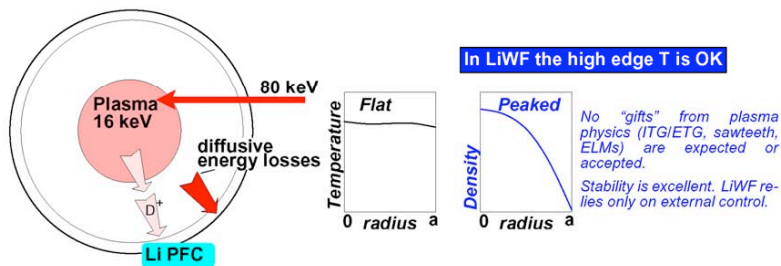 In LiWF the high edge T is OK
80 keV
Plasma
16 keV
diffusive
energy losses
D+
Li PFC
Temperature
Flat
0 radius a
Density
Peaked
0 radius a
No "gifts" from plasma
physics (ITG/ETG, sawteeth,
ELMs) are expected or
accepted.
Stability is excellent. LiWF re-
lies only on external control.